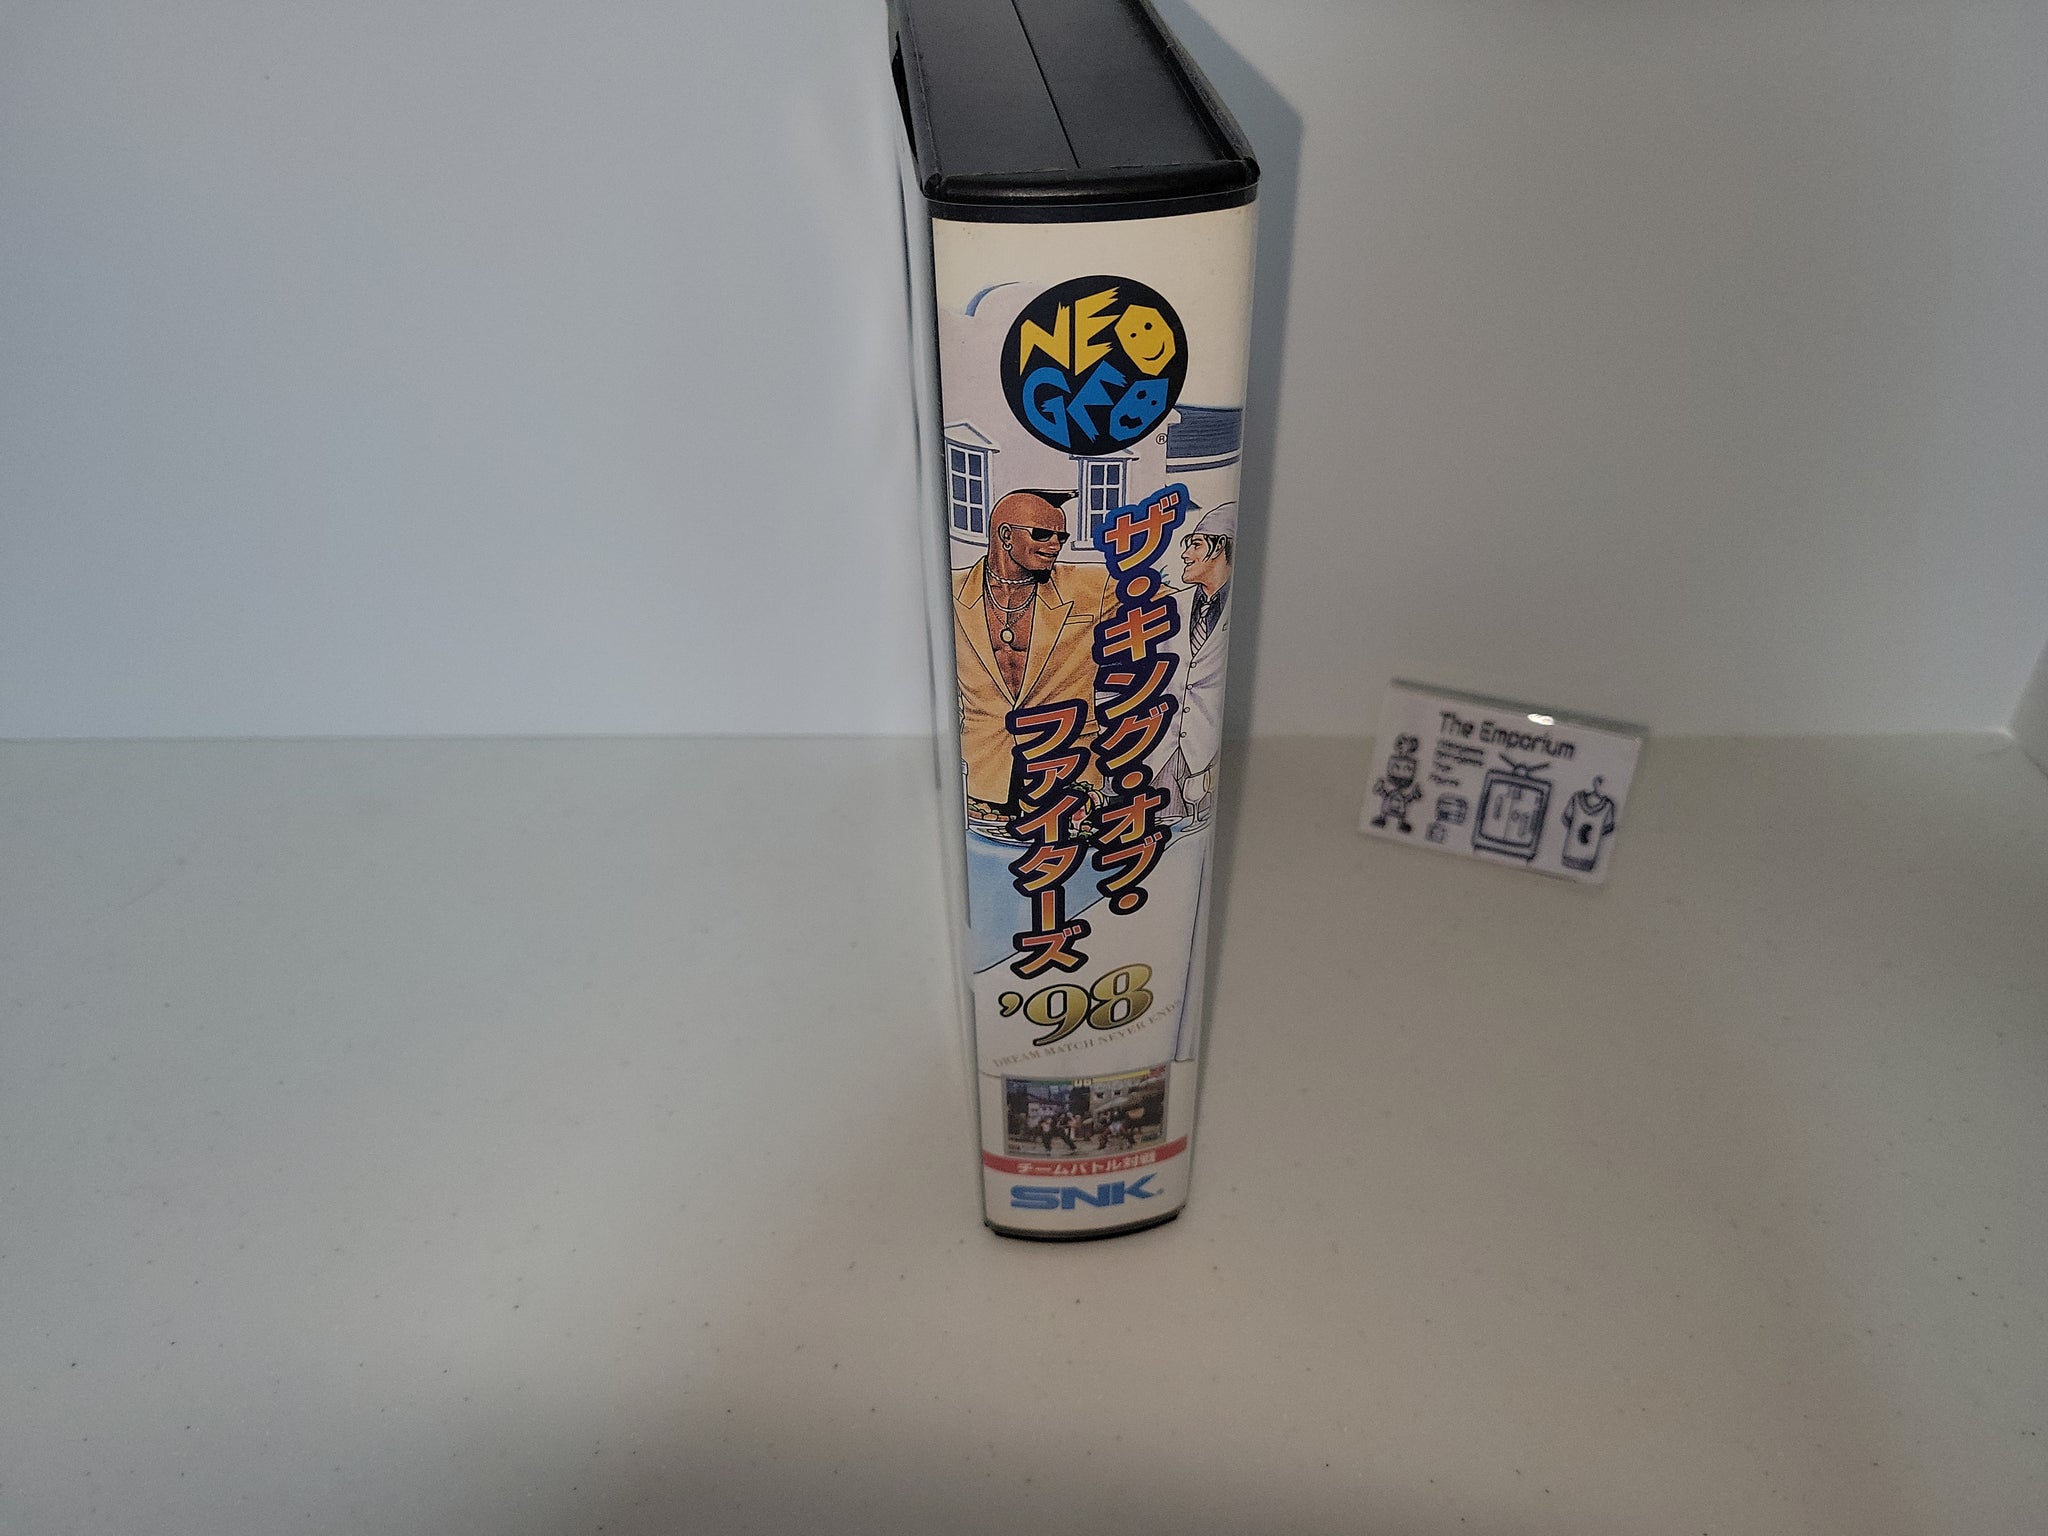 NEO
GEO
®
ザ・キング・オブ・
ファイターズ
'98
DREAM MATCH NEVER ENDS
チームバトル対戦
SNK
The Emporium